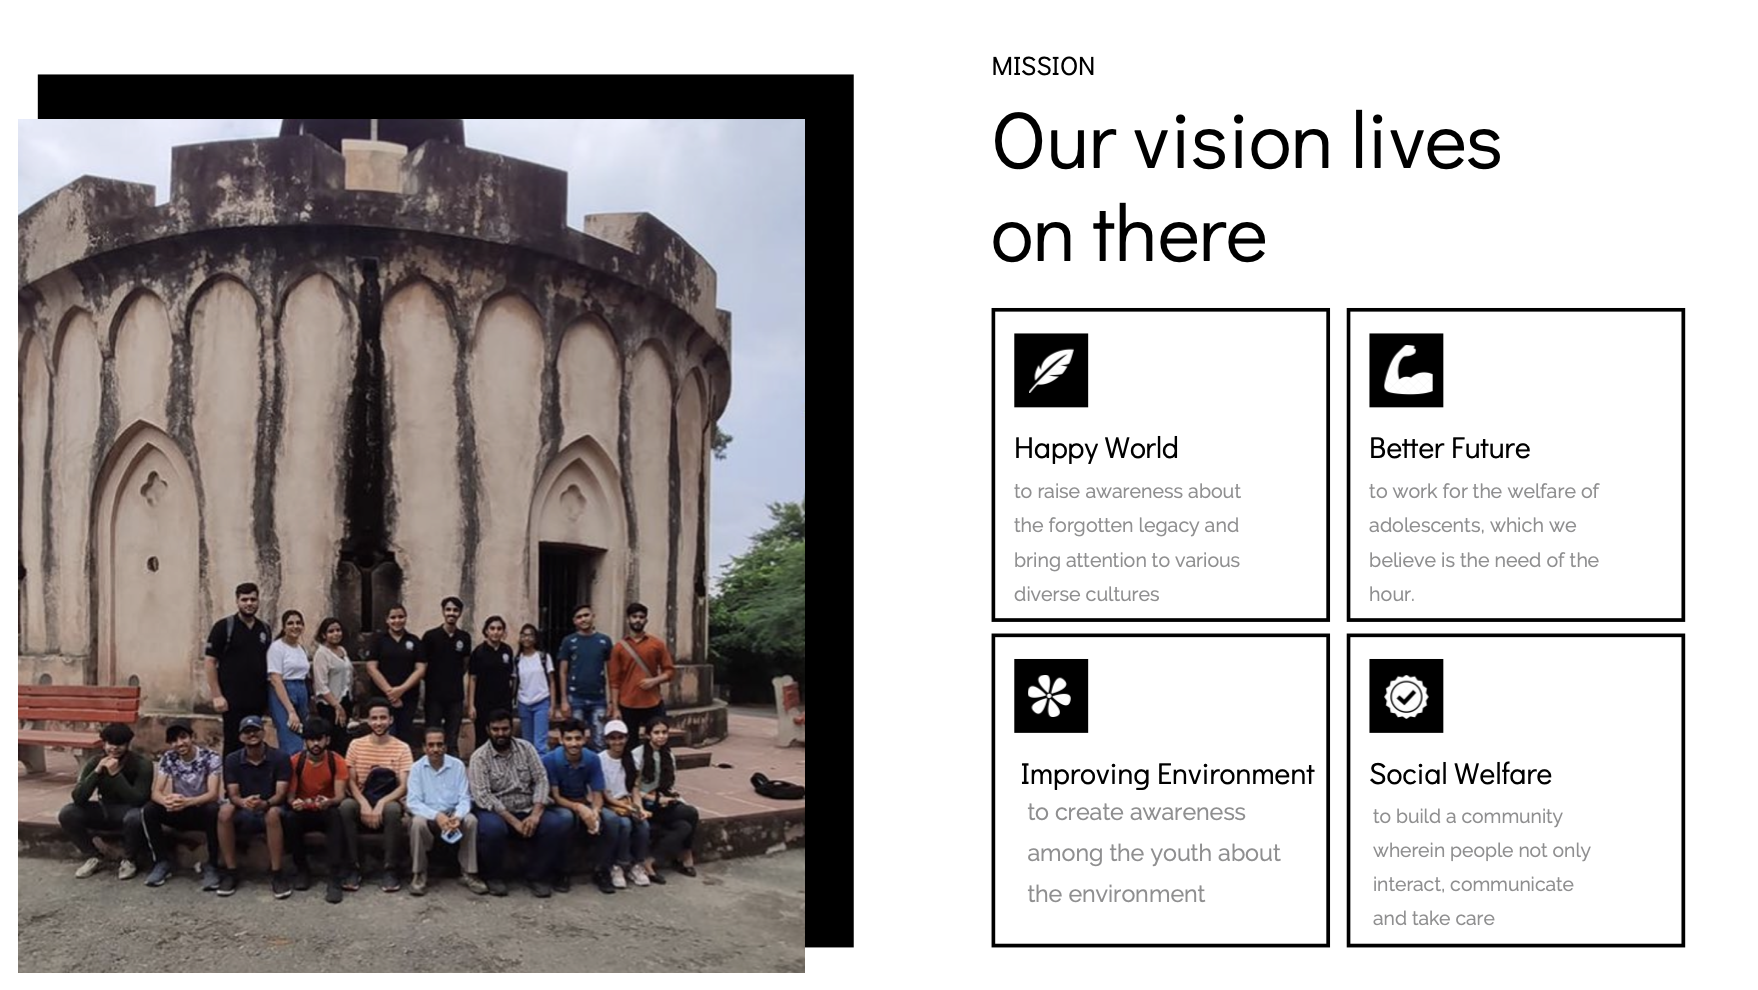 MISSION
Our vision lives
on there
Happy World
to raise awareness about
the forgotten legacy and
bring attention to various
diverse cultures
Better Future
to work for the welfare of
adolescents, which we
believe is the need of the
hour.
Improving Environment
to create awareness
among the youth about
the environment
Social Welfare
to build a community
wherein people not only
interact, communicate
and take care